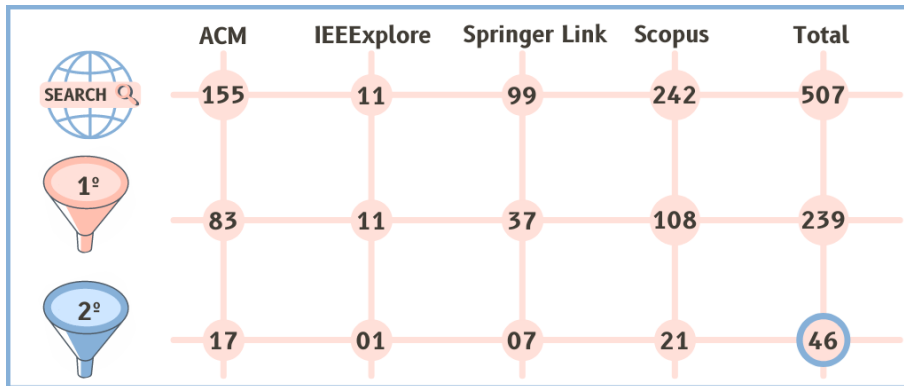 ACM IEEExplore Springer Link Scopus Total
SEARCH 155 11 99 242 507
1º 83 11 37 108 239
2º 17 01 07 21 46